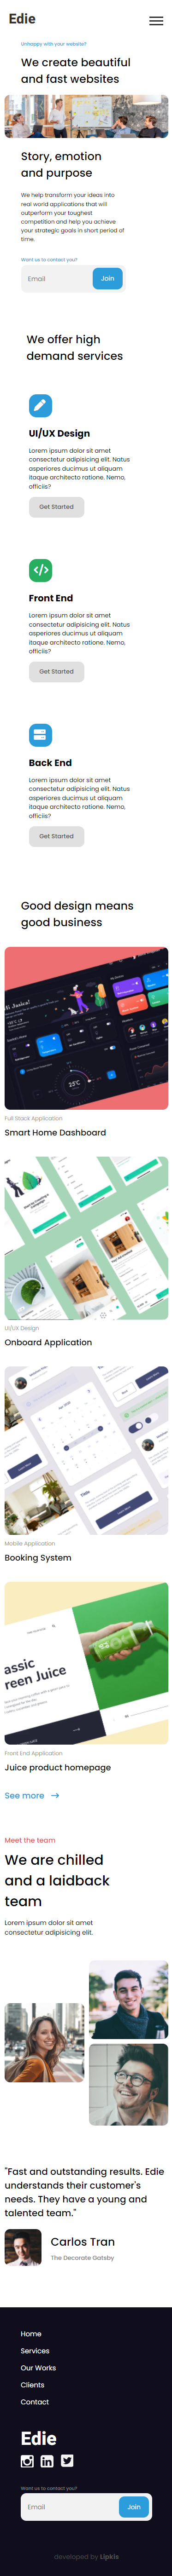 Edie
Unhappy with your website?
We create beautiful
and fast websites
Story, emotion
and purpose
We help transform your ideas into
real world applications that will
outperform your toughest
competition and help you achieve
your strategic goals in short period of
time.
Want us to contact you?
Email
Join
We offer high
demand services
UI/UX Design
Lorem ipsum dolor sit amet
consectetur adipisicing elit. Natus
asperiores ducimus ut aliquam
itaque architecto ratione. Nemo,
officiis?
Get Started
Front End
Lorem ipsum dolor sit amet
consectetur adipisicing elit. Natus
asperiores ducimus ut aliquam
itaque architecto ratione. Nemo,
officiis?
Get Started
Back End
Lorem ipsum dolor sit amet
consectetur adipisicing elit. Natus
asperiores ducimus ut aliquam
itaque architecto ratione. Nemo,
officiis?
Get Started
Good design means
good business
25°C
Full Stack Application
Smart Home Dashboard
UI/UX Design
Onboard Application
Mobile Application
Booking System
assic
reen Juice
Front End Application
Juice product homepage
See more →
Meet the team
We are chilled
and a laidback
team
Lorem ipsum dolor sit amet
consectetur adipisicing elit.
"Fast and outstanding results. Edie
understands their customer's
needs. They have a young and
talented team."
Carlos Tran
The Decorate Gatsby
Home
Services
Our Works
Clients
Contact
Edie
Want us to contact you?
Email
Join
developed by Lipkis